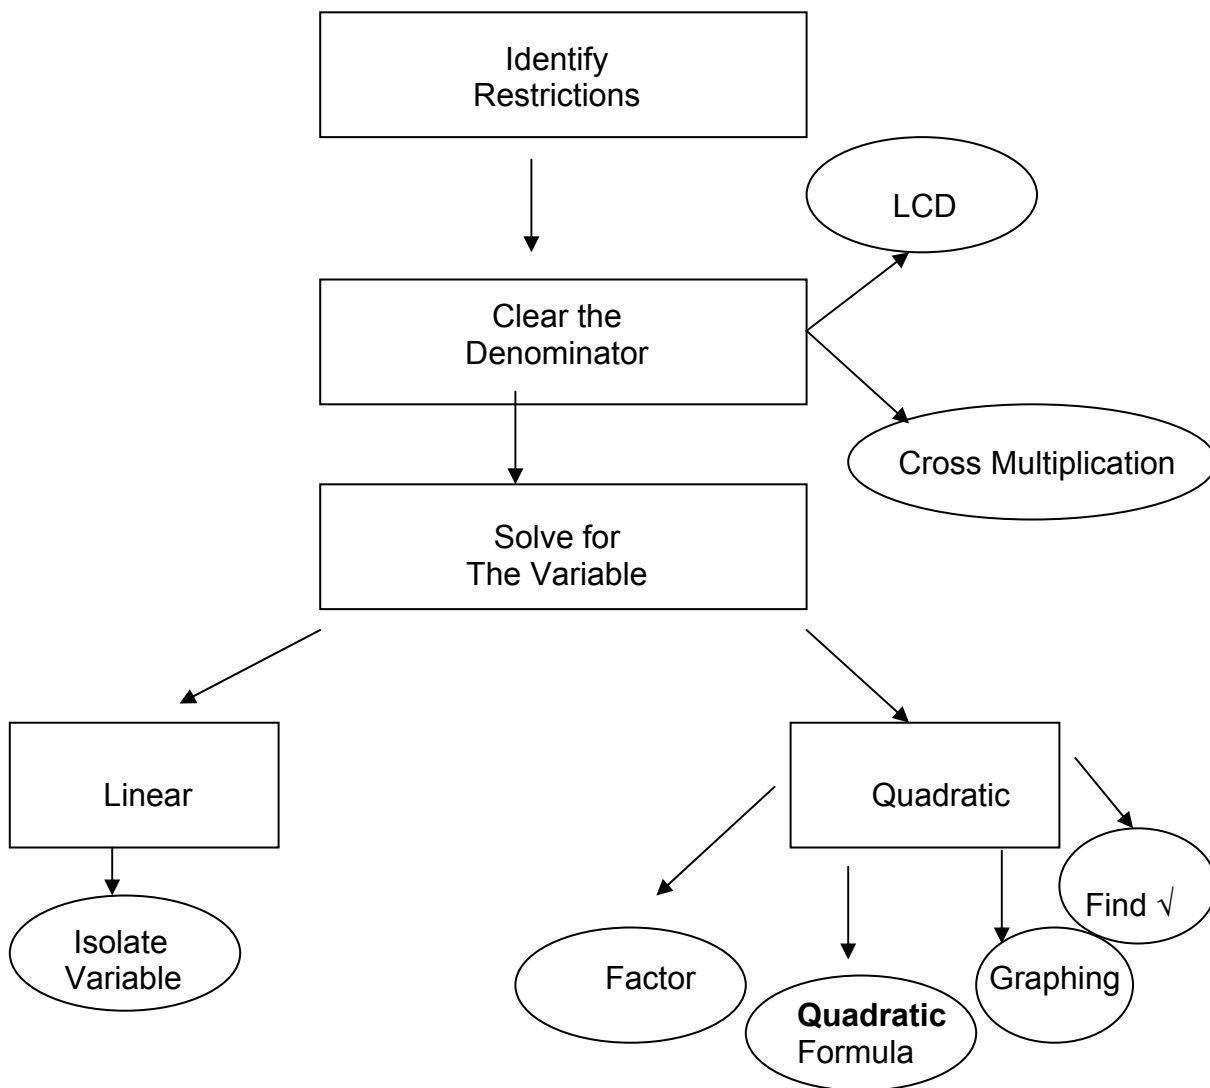 Identify
Restrictions
LCD
Clear the
Denominator
Cross Multiplication
Solve for
The Variable
Linear
Quadratic
Find √
Isolate
Variable
Factor
Graphing
Quadratic
Formula